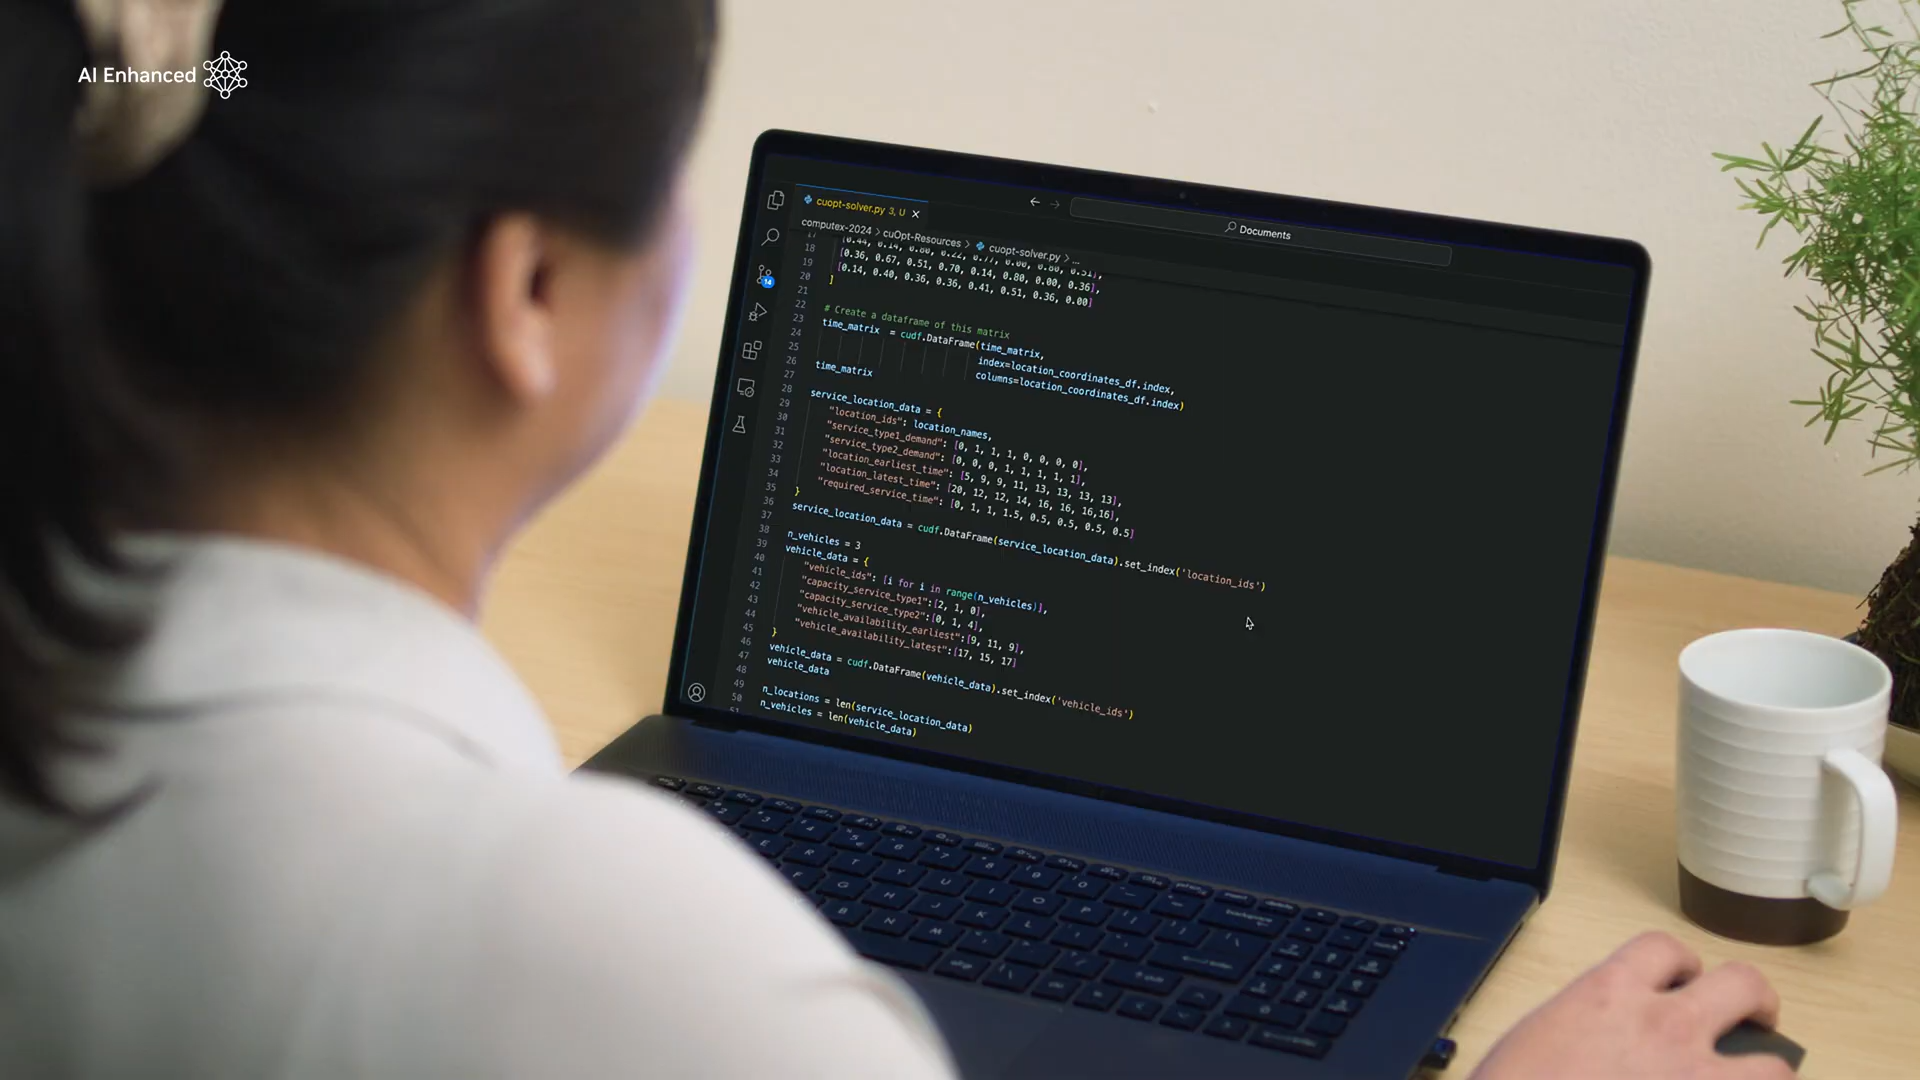 AI Enhanced
cuopt-solver.py 3, U
Documents
computex-2024 > cuOpt-Resources > cuopt-solver.py > ...
18 [0.36, 0.67, 0.51, 0.70, 0.14, 0.80, 0.00, 0.36],
19 [0.14, 0.40, 0.36, 0.36, 0.41, 0.51, 0.36, 0.00]
20 ]
21
22 # Create a dataframe of this matrix
23 time_matrix = cudf.DataFrame(time_matrix,
24 index=location_coordinates_df.index,
25 columns=location_coordinates_df.index)
26 time_matrix
27
28 service_location_data = {
29 "location_ids": location_names,
30 "service_type1_demand": [0, 1, 1, 1, 0, 0, 0, 0],
31 "service_type2_demand": [0, 0, 0, 1, 1, 1, 1, 1],
32 "location_earliest_time": [5, 9, 9, 11, 13, 13, 13, 13],
33 "location_latest_time": [20, 12, 12, 14, 16, 16, 16,16],
34 "required_service_time": [0, 1, 1, 1.5, 0.5, 0.5, 0.5, 0.5]
35 }
36 service_location_data = cudf.DataFrame(service_location_data).set_index('location_ids')
37
38 n_vehicles = 3
39 vehicle_data = {
40 "vehicle_ids": [i for i in range(n_vehicles)],
41 "capacity_service_type1":[2, 1, 0],
42 "capacity_service_type2":[0, 1, 4],
43 "vehicle_availability_earliest":[9, 11, 9],
44 "vehicle_availability_latest":[17, 15, 17]
45 }
46 vehicle_data = cudf.DataFrame(vehicle_data).set_index('vehicle_ids')
47 vehicle_data
48
49 n_locations = len(service_location_data)
50 n_vehicles = len(vehicle_data)